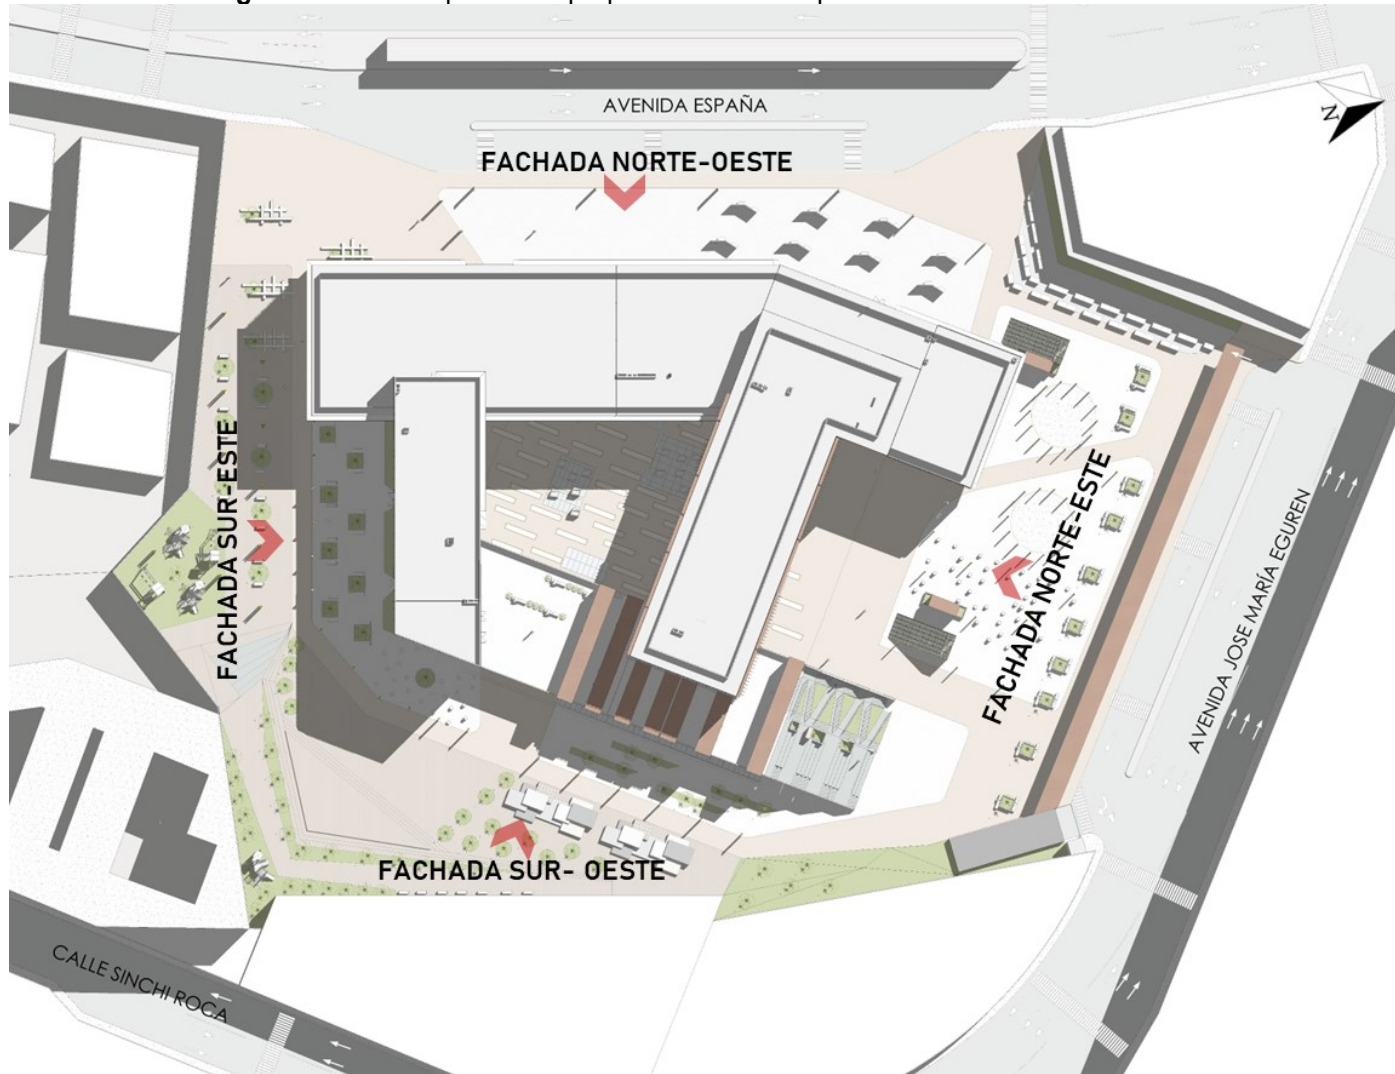 AVENIDA ESPAÑA
N
FACHADA NORTE-OESTE
FACHADA SUR-ESTE
FACHADA NORTE-ESTE
AVENIDA JOSE MARÍA EGUREN
FACHADA SUR- OESTE
CALLE SINCHI ROCA